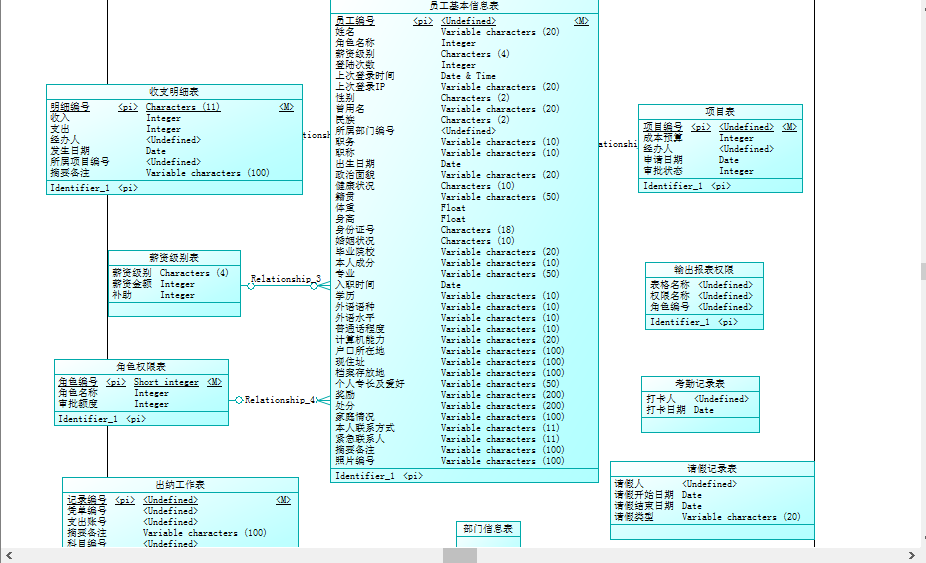 员工基本信息表
员工编号 <pi> <Undefined> <M>
姓名 Variable characters (20)
角色名称 Integer
薪资级别 Characters (4)
登陆次数 Integer
上次登录时间 Date & Time
上次登录IP Variable characters (20)
性别 Characters (2)
曾用名 Variable characters (20)
民族 Characters (2)
所属部门编号 <Undefined>
职务 Variable characters (10)
职称 Variable characters (10)
出生日期 Date
政治面貌 Variable characters (20)
健康状况 Characters (10)
籍贯 Variable characters (50)
体重 Float
身高 Float
身份证号 Characters (18)
婚姻状况 Characters (10)
毕业院校 Variable characters (20)
本人成分 Variable characters (10)
专业 Variable characters (50)
入职时间 Date
学历 Variable characters (10)
外语语种 Variable characters (10)
外语水平 Variable characters (10)
普通话程度 Variable characters (10)
计算机能力 Variable characters (20)
户口所在地 Variable characters (100)
现住址 Variable characters (100)
档案存放地 Variable characters (100)
个人专长及爱好 Variable characters (50)
奖励 Variable characters (200)
处分 Variable characters (200)
家庭情况 Variable characters (100)
本人联系方式 Variable characters (11)
紧急联系人 Variable characters (11)
摘要备注 Variable characters (100)
照片编号 Variable characters (100)
Identifier_1 <pi>
收支明细表
明细编号 <pi> Characters (11) <M>
收入 Integer
支出 Integer
经办人 <Undefined>
发生日期 Date
所属项目编号 <Undefined>
摘要备注 Variable characters (100)
Identifier_1 <pi>
tionsh
elationshi
项目表
项目编号 <pi> <Undefined> <M>
成本预算 Integer
经办人 <Undefined>
申请日期 Date
审批状态 Integer
Identifier_1 <pi>
薪资级别表
薪资级别 Characters (4)
薪资金额 Integer
补助 Integer
Relationship_3
输出报表权限
表格名称 <Undefined>
权限名称 <Undefined>
角色编号 <Undefined>
Identifier_1 <pi>
角色权限表
角色编号 <pi> Short integer <M>
角色名称 Integer
审批额度 Integer
Identifier_1 <pi>
Relationship_4
考勤记录表
打卡人 <Undefined>
打卡日期 Date
请假记录表
请假人 <Undefined>
请假开始日期 Date
请假结束日期 Date
请假类型 Variable characters (20)
出纳工作表
记录编号 <pi> <Undefined> <M>
凭单编号 <Undefined>
支出账号 <Undefined>
摘要备注 Variable characters (100)
科目编号 <Undefined>
部门信息表